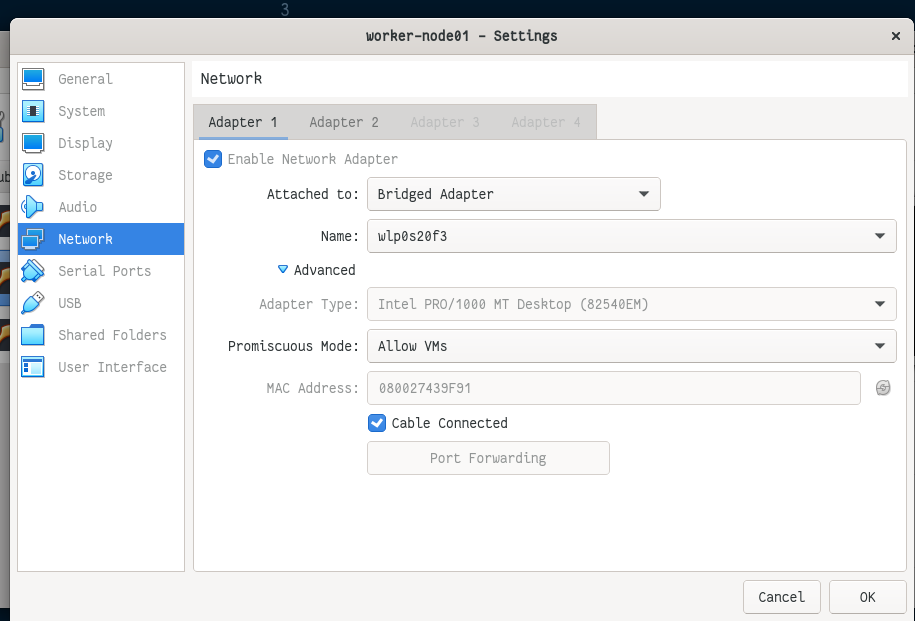 3
worker-node01 - Settings
General
System
Display
Storage
Audio
Network
Serial Ports
USB
Shared Folders
User Interface
Network
Adapter 1 Adapter 2 Adapter 3 Adapter 4
Enable Network Adapter
Attached to: Bridged Adapter
Name: wlp0s20f3
Advanced
Adapter Type: Intel PRO/1000 MT Desktop (82540EM)
Promiscuous Mode: Allow VMs
MAC Address: 080027439F91
Cable Connected
Port Forwarding
Cancel OK